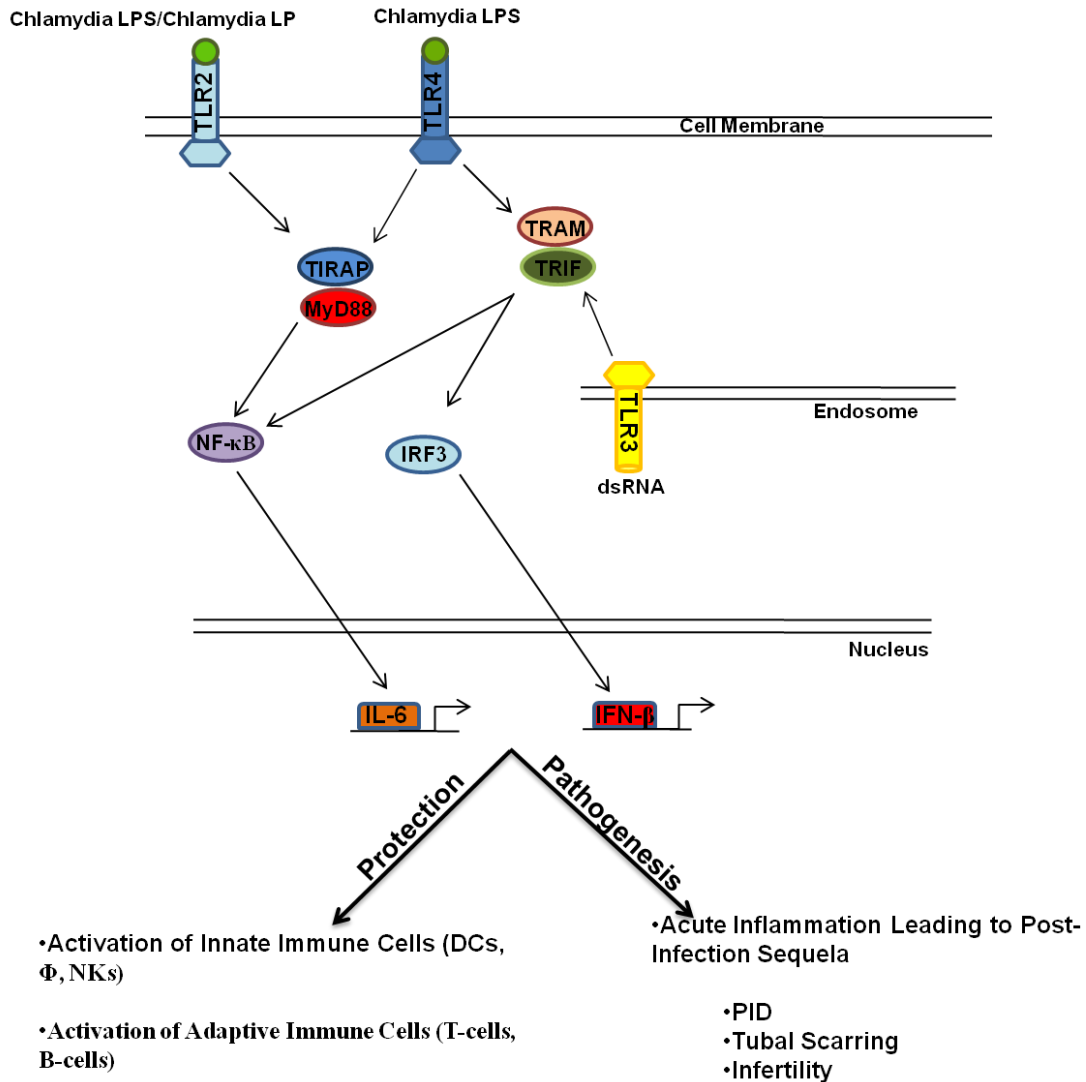 Chlamydia LPS/Chlamydia LP
Chlamydia LPS
TLR2
TLR4
Cell Membrane
TRAM
TIRAP
TRIF
MyD88
TLR3
Endosome
NF-κB
IRF3
dsRNA
Nucleus
IL-6
IFN-β
Protection
Pathogenesis
•Activation of Innate Immune Cells (DCs,
Φ, NKs)
•Activation of Adaptive Immune Cells (T-cells,
B-cells)
•Acute Inflammation Leading to Post-
Infection Sequela
•PID
•Tubal Scarring
•Infertility